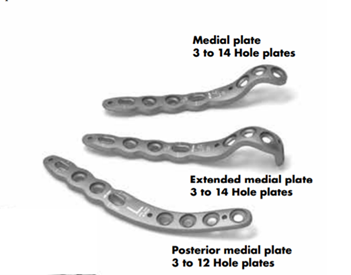 Medial plate
3 to 14 Hole plates
Extended medial plate
3 to 14 Hole plates
Posterior medial plate
3 to 12 Hole plates